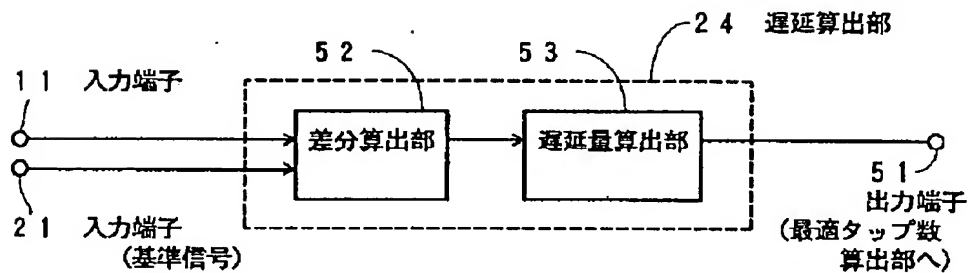 24 遅延算出部
52
53
11 入力端子
差分算出部
遅延量算出部
51
出力端子
(最適タップ数
算出部へ)
21 入力端子
(基準信号)